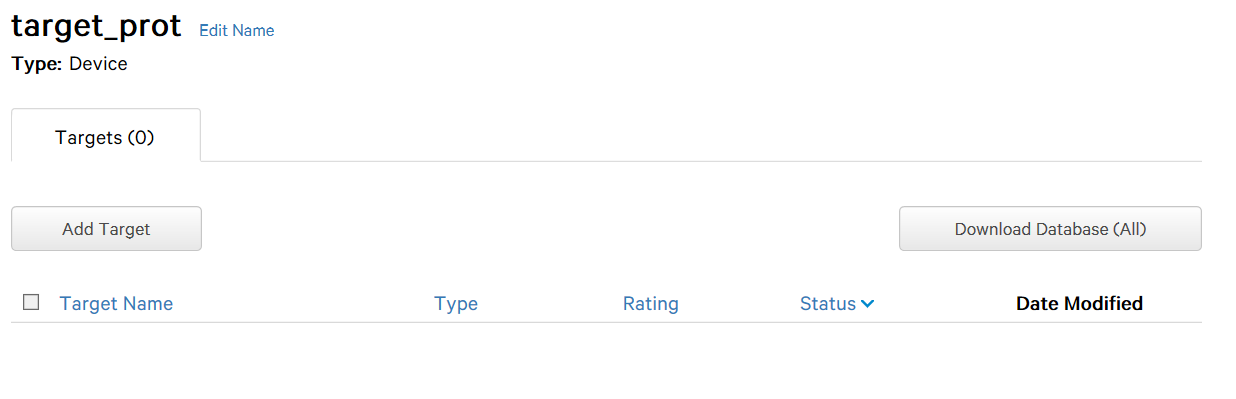 target_prot Edit Name
Type: Device
Targets (0)
Add Target Download Database (All)
Target Name Type Rating Status Date Modified